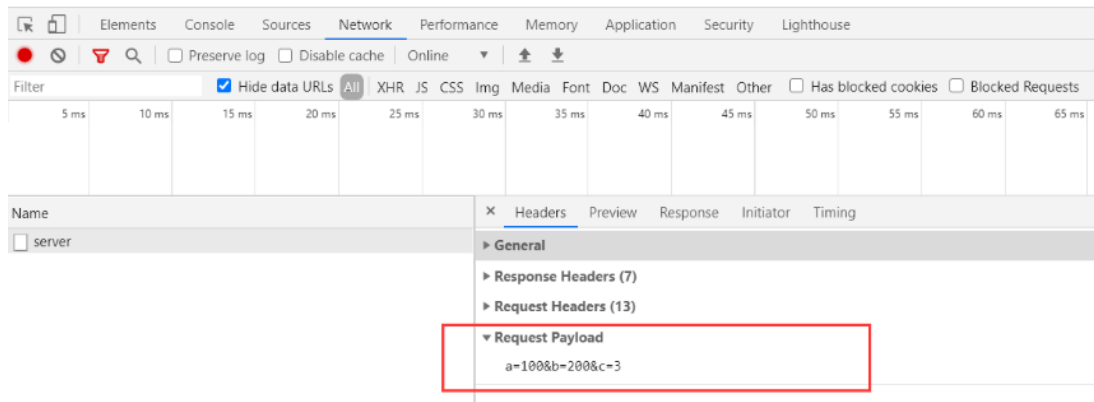 Elements Console Sources Network Performance Memory Application Security Lighthouse
Preserve log Disable cache Online
Filter Hide data URLs All XHR JS CSS Img Media Font Doc WS Manifest Other Has blocked cookies Blocked Requests
5 ms 10 ms 15 ms 20 ms 25 ms 30 ms 35 ms 40 ms 45 ms 50 ms 55 ms 60 ms 65 ms
Name × Headers Preview Response Initiator Timing
server
General
Response Headers (7)
Request Headers (13)
Request Payload
a=100&b=200&c=3